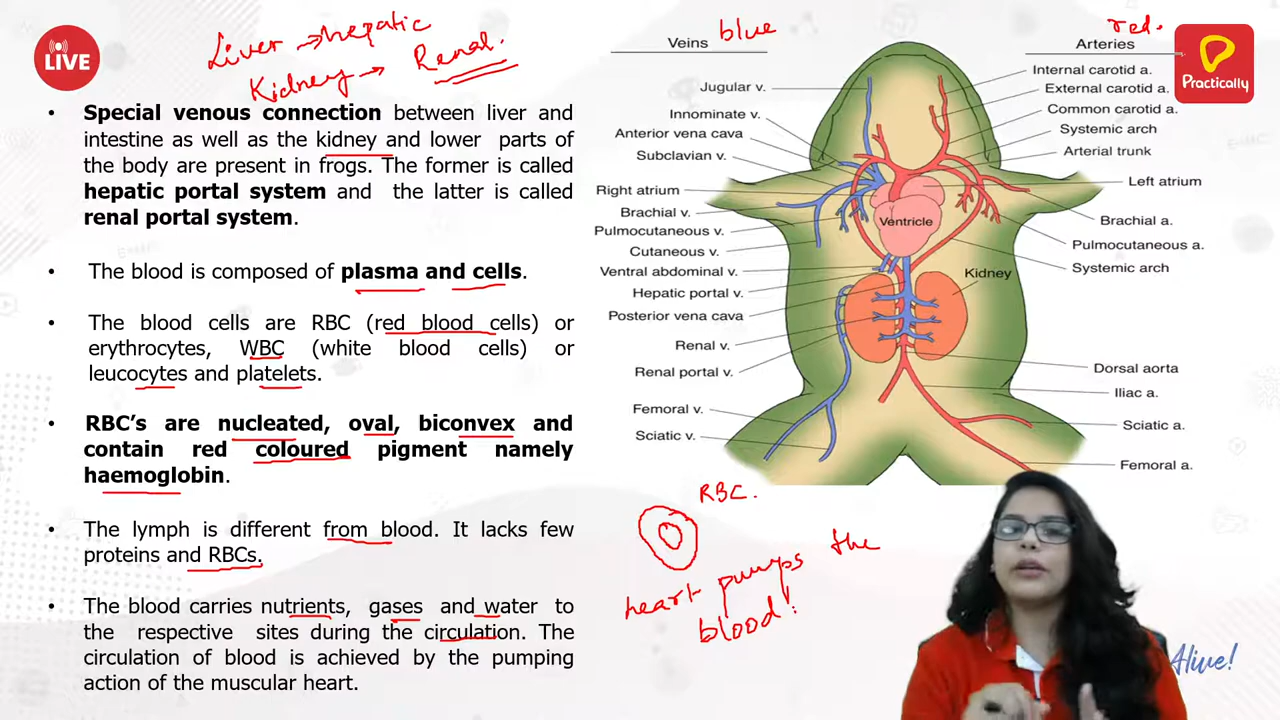 LIVE
Liver → hepatic
Kidney → Renal.
• Special venous connection between liver and
intestine as well as the kidney and lower parts of
the body are present in frogs. The former is called
hepatic portal system and the latter is called
renal portal system.
• The blood is composed of plasma and cells.
• The blood cells are RBC (red blood cells) or
erythrocytes, WBC (white blood cells) or
leucocytes and platelets.
• RBC’s are nucleated, oval, biconvex and
contain red coloured pigment namely
haemoglobin.
• The lymph is different from blood. It lacks few
proteins and RBCs.
• The blood carries nutrients, gases and water to
the respective sites during the circulation. The
circulation of blood is achieved by the pumping
action of the muscular heart.
Veins blue
Jugular v.
Innominate v.
Anterior vena cava
Subclavian v.
Right atrium
Brachial v.
Pulmocutaneous v.
Cutaneous v.
Ventral abdominal v.
Hepatic portal v.
Posterior vena cava
Renal v.
Renal portal v.
Femoral v.
Sciatic v.
Ventricle
Kidney
red.
Arteries
Internal carotid a.
External carotid a.
Common carotid a.
Systemic arch
Arterial trunk
Left atrium
Brachial a.
Pulmocutaneous a.
Systemic arch
Dorsal aorta
Iliac a.
Sciatic a.
Femoral a.
Practically
RBC.
heart pumps the
blood!
Alive!